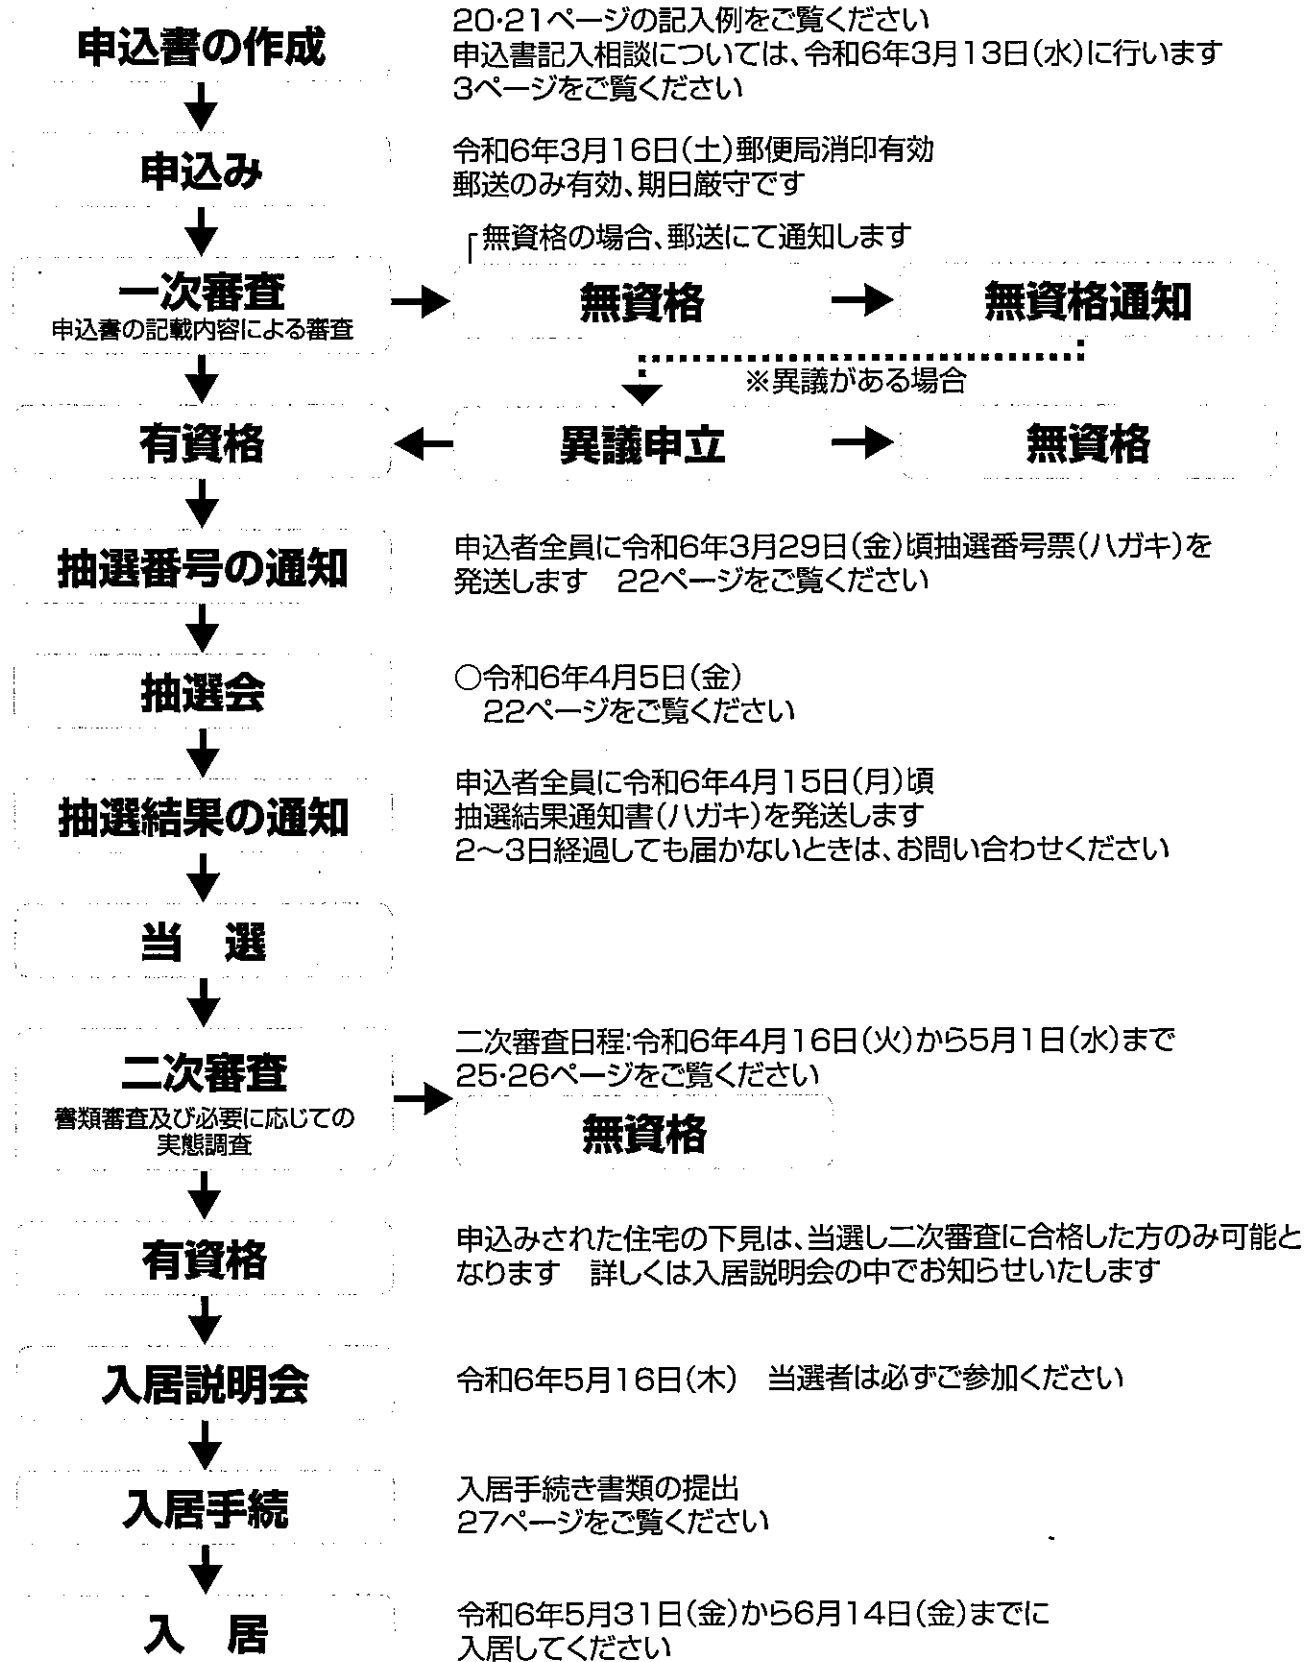 申込書の作成
20・21ページの記入例をご覧ください
申込書記入相談については、令和6年3月13日(水)に行います
3ページをご覧ください
申込み
令和6年3月16日(土)郵便局消印有効
郵送のみ有効、期日厳守です
無資格の場合、郵送にて通知します
一次審査
申込書の記載内容による審査
無資格
無資格通知
※異議がある場合
有資格
異議申立
無資格
抽選番号の通知
申込者全員に令和6年3月29日(金)頃抽選番号票(ハガキ)を
発送します　22ページをご覧ください
抽選会
○令和6年4月5日(金)
22ページをご覧ください
抽選結果の通知
申込者全員に令和6年4月15日(月)頃
抽選結果通知書(ハガキ)を発送します
2〜3日経過しても届かないときは、お問い合わせください
当　選
二次審査
書類審査及び必要に応じての
実態調査
二次審査日程:令和6年4月16日(火)から5月1日(水)まで
25・26ページをご覧ください
無資格
有資格
申込みされた住宅の下見は、当選し二次審査に合格した方のみ可能と
なります　詳しくは入居説明会の中でお知らせいたします
入居説明会
令和6年5月16日(木)　当選者は必ずご参加ください
入居手続
入居手続き書類の提出
27ページをご覧ください
入　居
令和6年5月31日(金)から6月14日(金)までに
入居してください